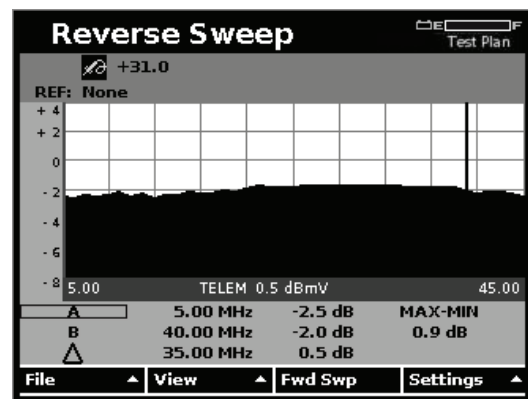 Reverse Sweep
E F
Test Plan
+31.0
REF: None
+ 4
+ 2
0
- 2
- 4
- 6
- 8
5.00 TELEM 0.5 dBmV 45.00
A 5.00 MHz -2.5 dB MAX-MIN
B 40.00 MHz -2.0 dB 0.9 dB
Δ 35.00 MHz 0.5 dB
File View Fwd Swp Settings